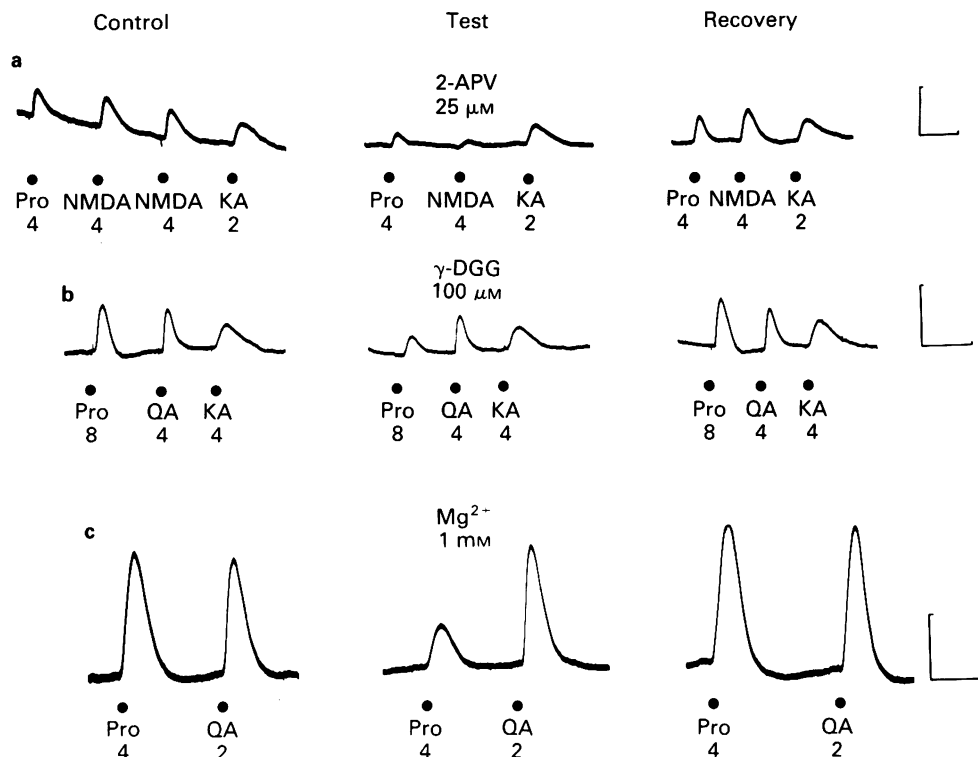 Control Test Recovery
a
2-APV
25 μM
Pro NMDA NMDA KA Pro NMDA KA Pro NMDA KA
4 4 4 2 4 4 2 4 4 2
b
γ-DGG
100 μM
Pro QA KA Pro QA KA Pro QA KA
8 4 4 8 4 4 8 4 4
c
Mg²⁺
1 mM
Pro QA Pro QA Pro QA
4 2 4 2 4 2